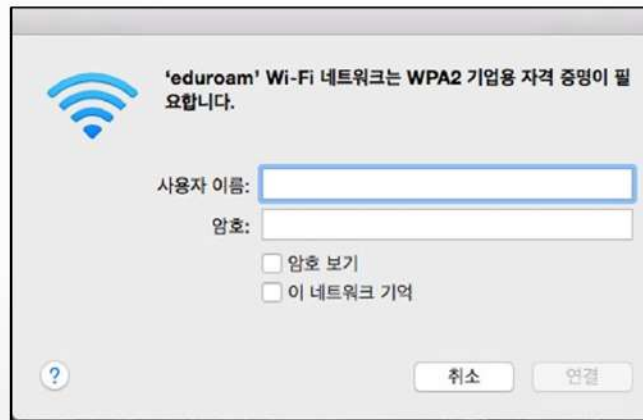 'eduroam' Wi-Fi 네트워크는 WPA2 기업용 자격 증명이 필
요합니다.
사용자 이름:
암호:
암호 보기
이 네트워크 기억
?
취소
연결